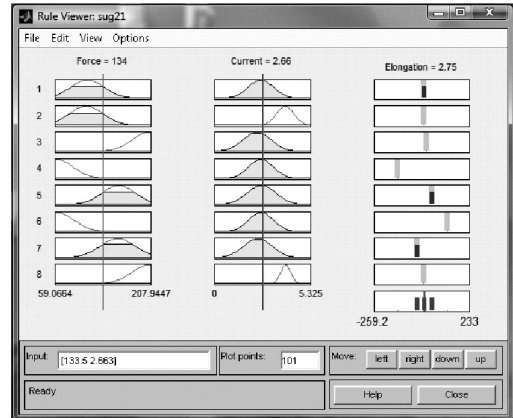 Rule Viewer: sug21
File Edit View Options
Force = 134
Current = 2.66
Elongation = 2.75
1
2
3
4
5
6
7
8
59.0664 207.9447
0 5.325
-259.2 233
Input: [133.5 2.663]
Plot points: 101
Move: left right down up
Ready
Help Close